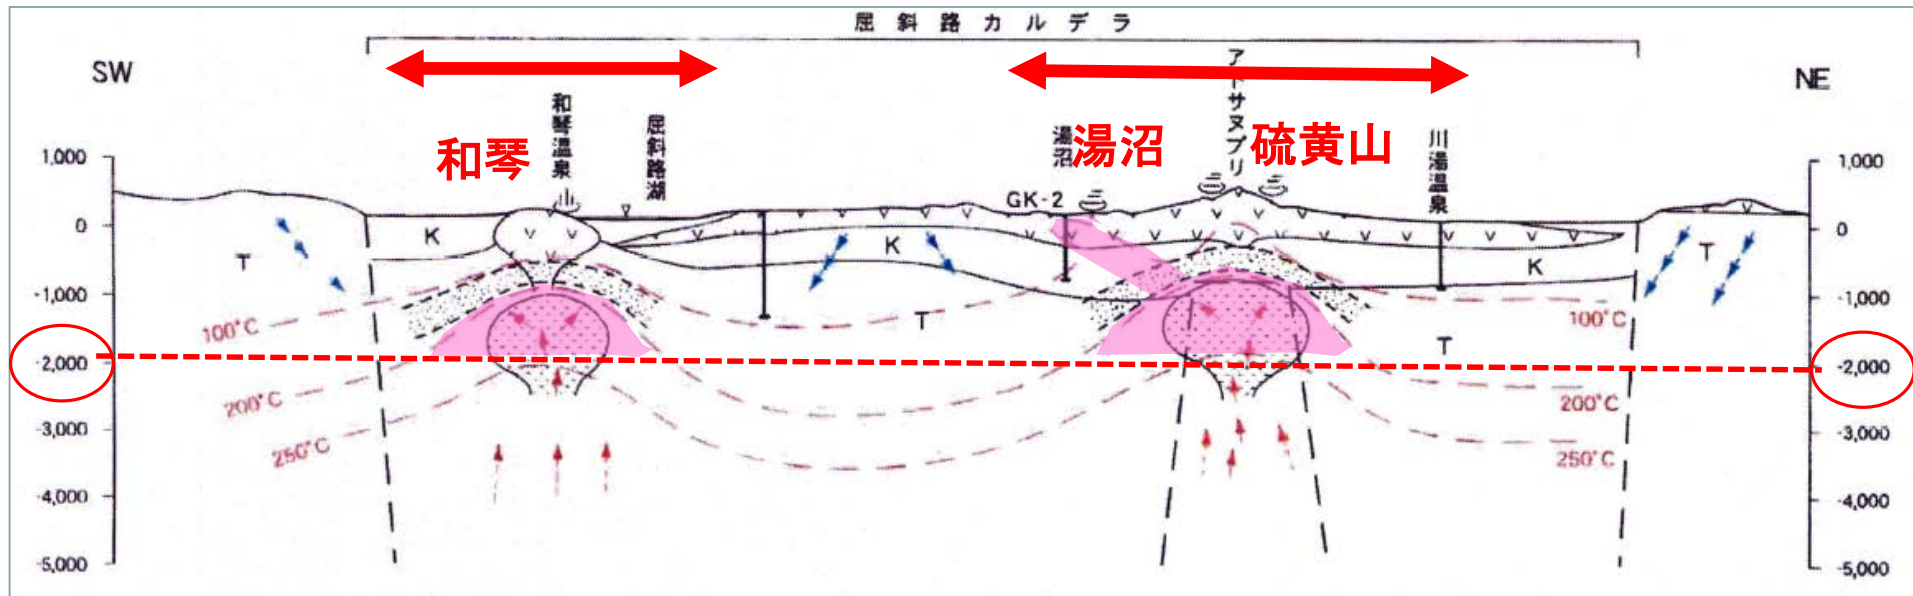 屈斜路カルデラ
SW
NE
和琴温泉
屈斜路湖
湯沼
アトサヌプリ
川湯温泉
和琴
湯沼
硫黄山
GK-2
1,000
0
-1,000
-2,000
-3,000
-4,000
-5,000
1,000
0
-1,000
-2,000
-3,000
-4,000
-5,000
T
K
K
T
K
T
T
100°C
200°C
250°C
100°C
200°C
250°C